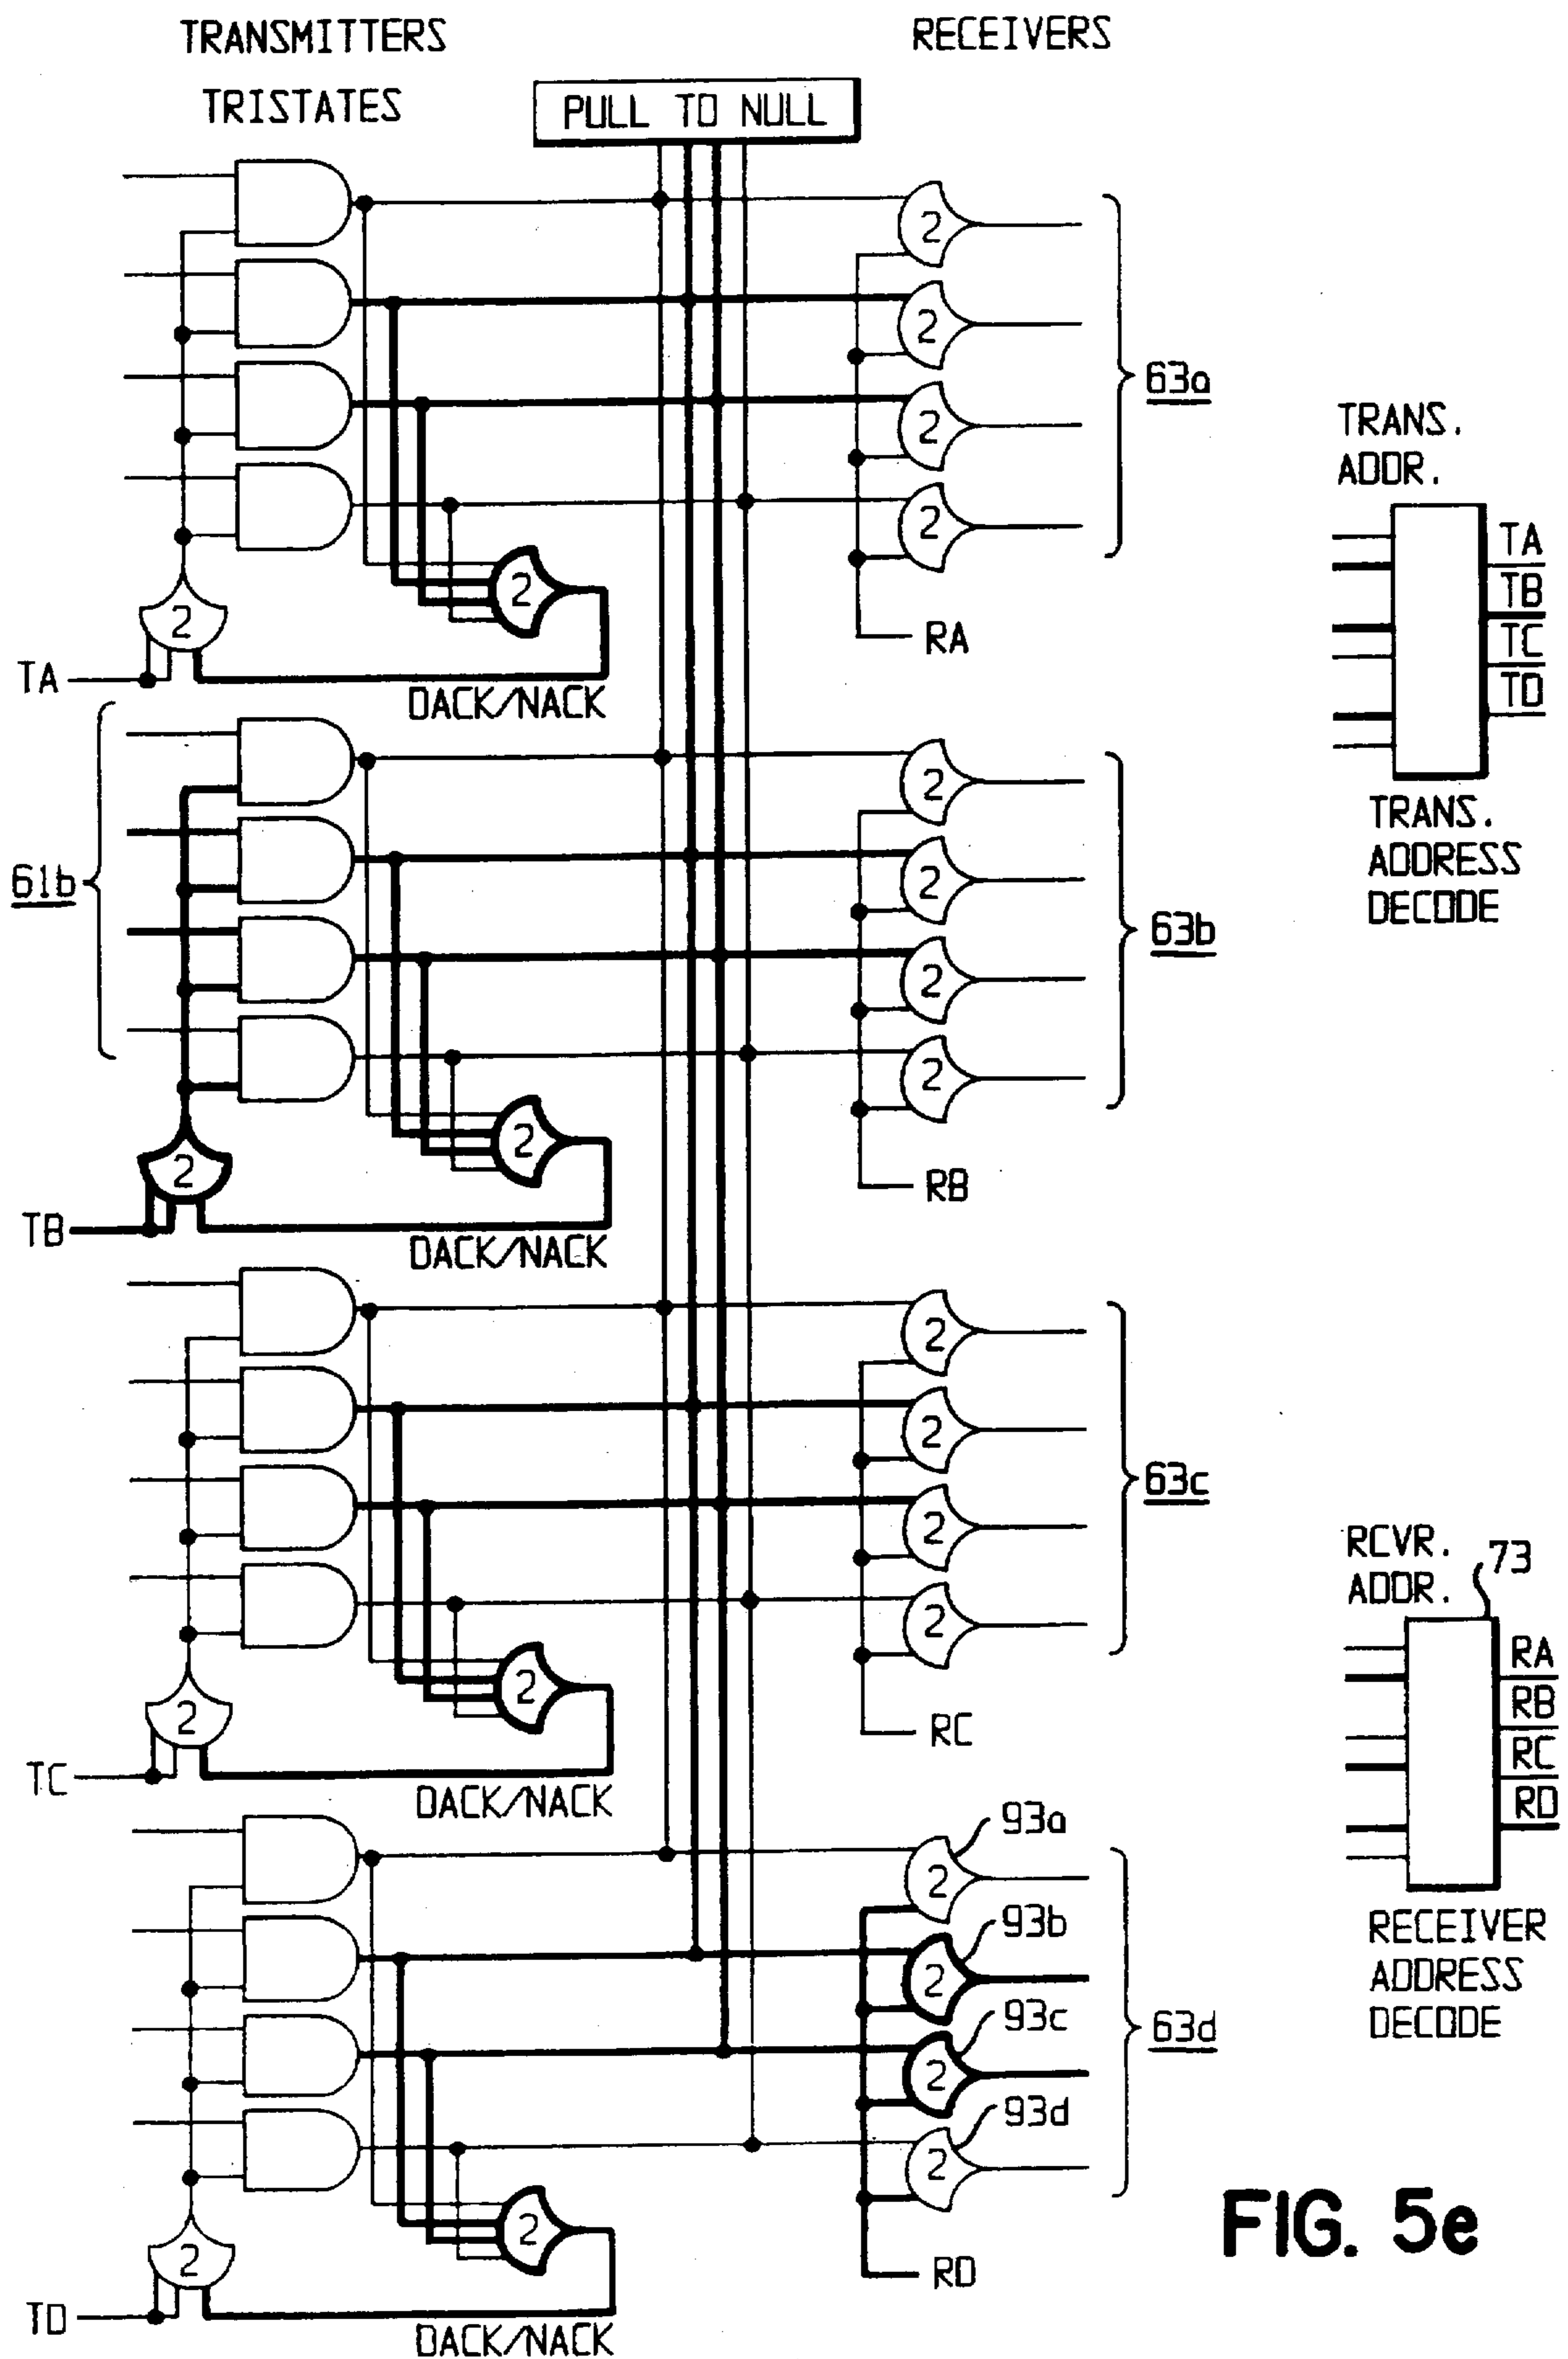 TRANSMITTERS
RECEIVERS
TRISTATES
PULL TO NULL
2
2
2
2
63a
2
2
RA
TA
DACK/NACK
TRANS.
ADDR.
TA
TB
TC
TD
TRANS.
ADDRESS
DECODE
61b
2
2
2
2
63b
2
2
RB
TB
DACK/NACK
2
2
2
2
63c
2
2
RC
TC
DACK/NACK
RCVR.
ADDR.
73
RA
RB
RC
RD
RECEIVER
ADDRESS
DECODE
93a
2
93b
2
93c
2
93d
2
63d
2
2
RD
TD
DACK/NACK
FIG. 5e